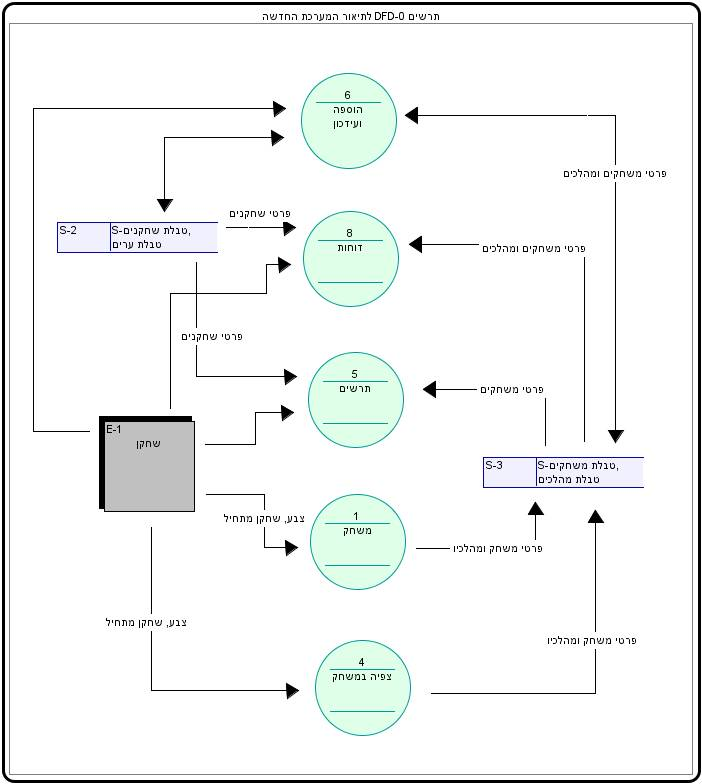 תרשים DFD-0 לתיאור המערכת החדשה
6
הוספה
ועידכון
פרטי משחקים ומהלכים
S-2
S-טבלת שחקנים,
טבלת ערים
פרטי שחקנים
8
דוחות
פרטי משחקים ומהלכים
פרטי שחקנים
5
תרשים
פרטי משחקים
E-1
שחקן
S-3
S-טבלת משחקים,
טבלת מהלכים
צבע, שחקן מתחיל
1
משחק
פרטי משחק ומהלכיו
צבע, שחקן מתחיל
4
צפיה במשחק
פרטי משחק ומהלכיו